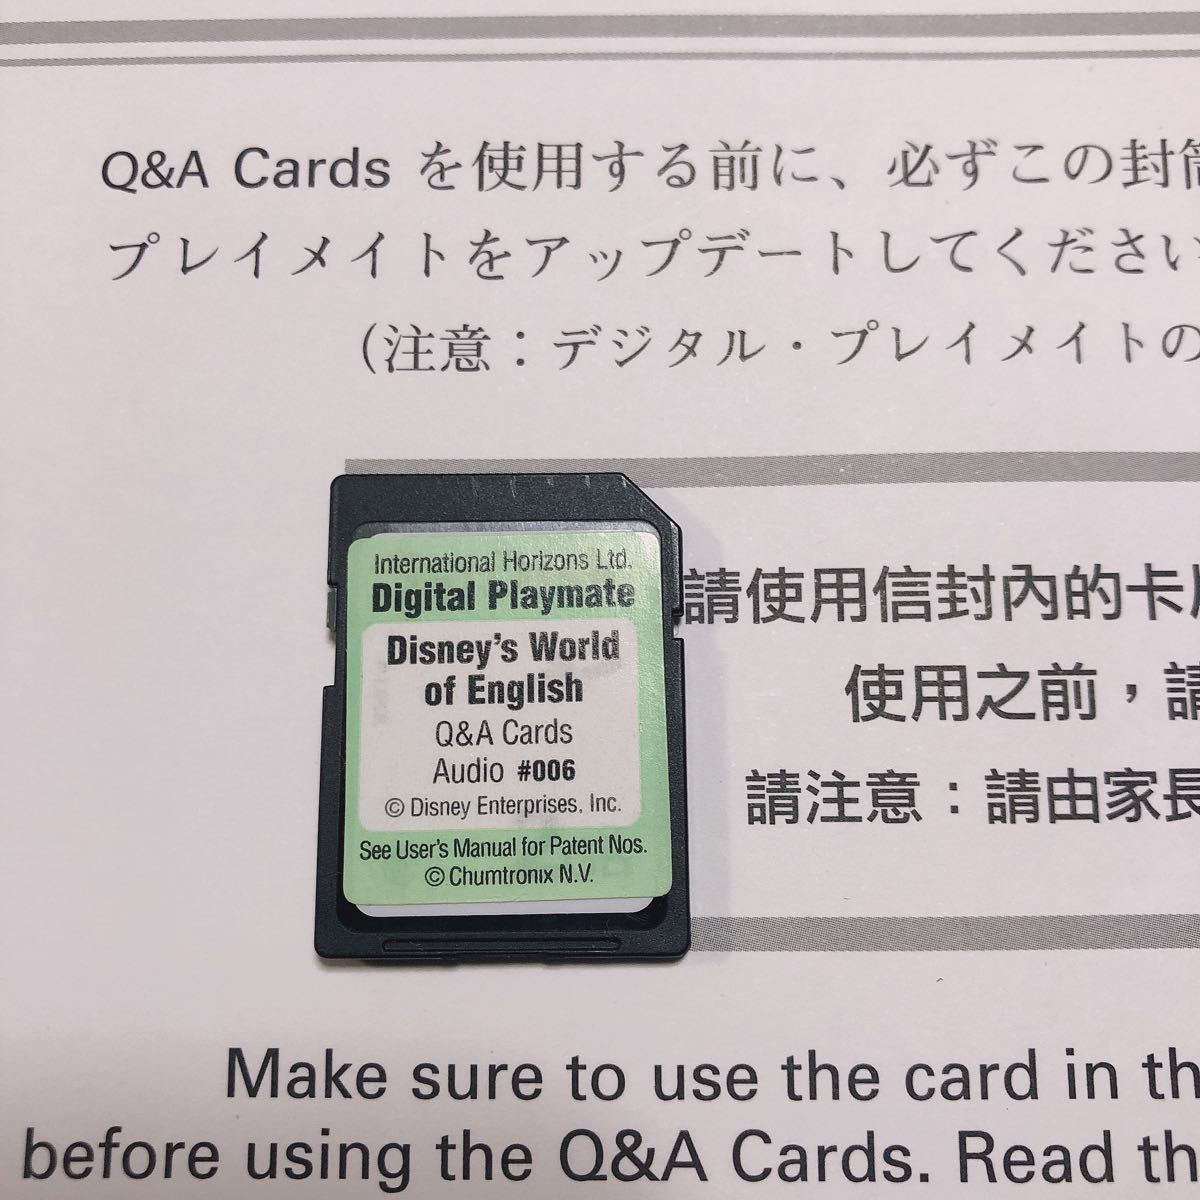 Q&A Cards を使用する前に、必ずこの封筒
プレイメイトをアップデートしてください
(注意：デジタル・プレイメイトの
International Horizons Ltd.
Digital Playmate
Disney's World
of English
Q&A Cards
Audio #006
© Disney Enterprises, Inc.
See User's Manual for Patent Nos.
© Chumtronix N.V.
請使用信封內的卡片
使用之前，請
請注意：請由家長
Make sure to use the card in th
before using the Q&A Cards. Read th